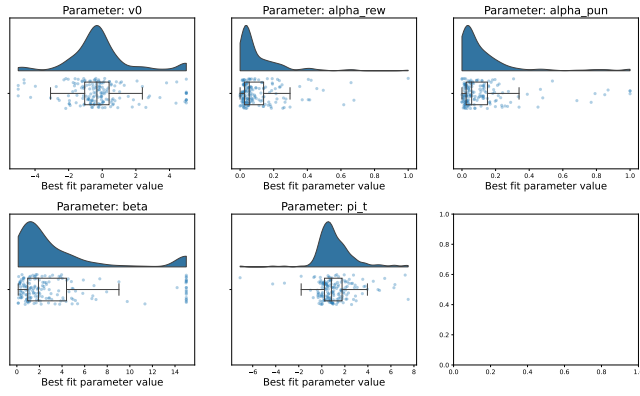 Parameter: v0
Parameter: alpha_rew
Parameter: alpha_pun
−4 −2 0 2 4
0.0 0.2 0.4 0.6 0.8 1.0
0.0 0.2 0.4 0.6 0.8 1.0
Best fit parameter value
Best fit parameter value
Best fit parameter value
Parameter: beta
Parameter: pi_t
1.0
0.8
0.6
0.4
0.2
0.0
0 2 4 6 8 10 12 14
−6 −4 −2 0 2 4 6 8
0.0 0.2 0.4 0.6 0.8 1.0
Best fit parameter value
Best fit parameter value